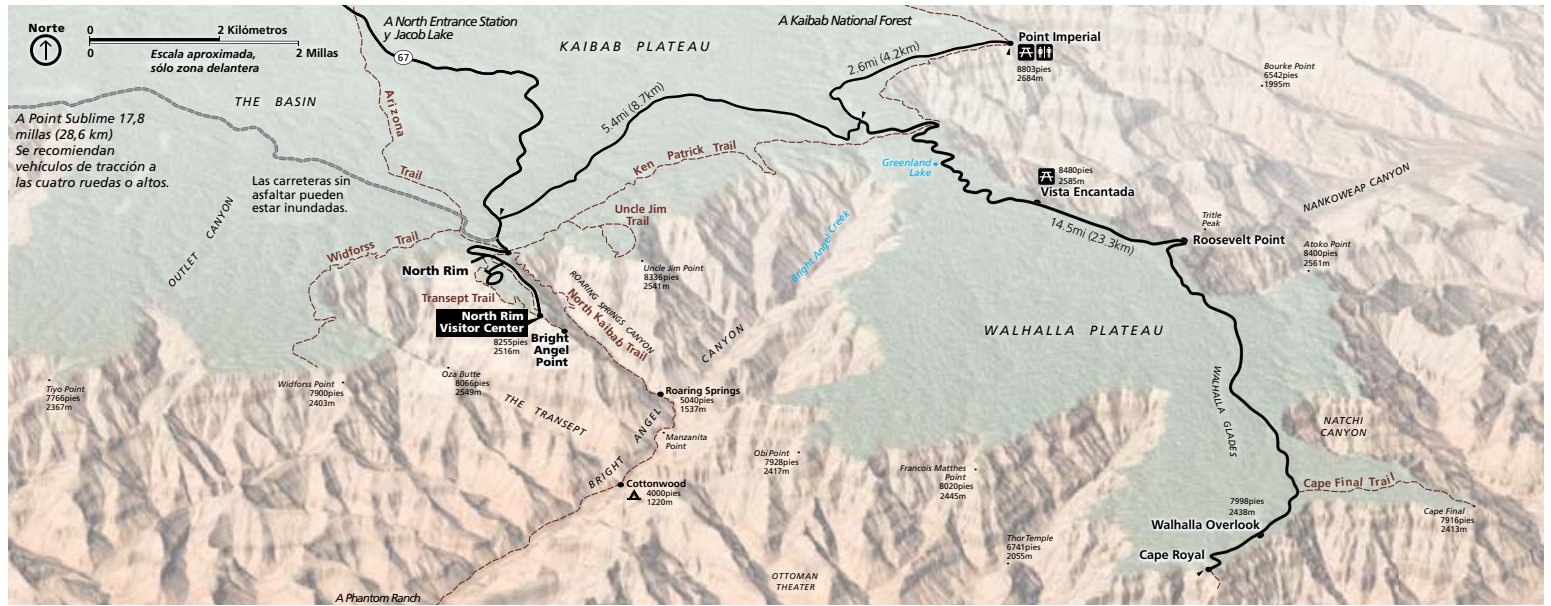 Norte
0
2 Kilómetros
0
2 Millas
Escala aproximada,
sólo zona delantera
A North Entrance Station
y Jacob Lake
67
KAIBAB PLATEAU
A Kaibab National Forest
Point Imperial
8803pies
2684m
2.6mi (4.2km)
Bourke Point
6542pies
1995m
THE BASIN
A Point Sublime 17,8
millas (28,6 km)
Se recomiendan
vehículos de tracción a
las cuatro ruedas o altos.
Arizona
Trail
5.4mi (8.7km)
Ken Patrick Trail
Greenland
Lake
8480pies
2585m
Vista Encantada
NANKOWEAP CANYON
Las carreteras sin
asfaltar pueden
estar inundadas.
OUTLET CANYON
Uncle Jim
Trail
Bright Angel Creek
14.5mi (23.3km)
Tritle
Peak
Roosevelt Point
Atoko Point
8400pies
2561m
Widforss Trail
North Rim
Uncle Jim Point
8336pies
2541m
ROARING SPRINGS CANYON
North Kaibab Trail
Transept Trail
North Rim
Visitor Center
8255pies
2516m
Bright
Angel
Point
WALHALLA PLATEAU
Tiyo Point
7766pies
2367m
Widforss Point
7900pies
2403m
Oza Butte
8066pies
2549m
THE TRANSEPT
Roaring Springs
5040pies
1537m
BRIGHT ANGEL CANYON
Manzanita
Point
Obi Point
7928pies
2417m
Francois Matthes
Point
8020pies
2445m
WALHALLA GLADES
NATCHI
CANYON
Cottonwood
4000pies
1220m
Cape Final Trail
Cape Final
7916pies
2413m
7998pies
2438m
Walhalla Overlook
Cape Royal
Thor Temple
6741pies
2055m
OTTOMAN
THEATER
A Phantom Ranch